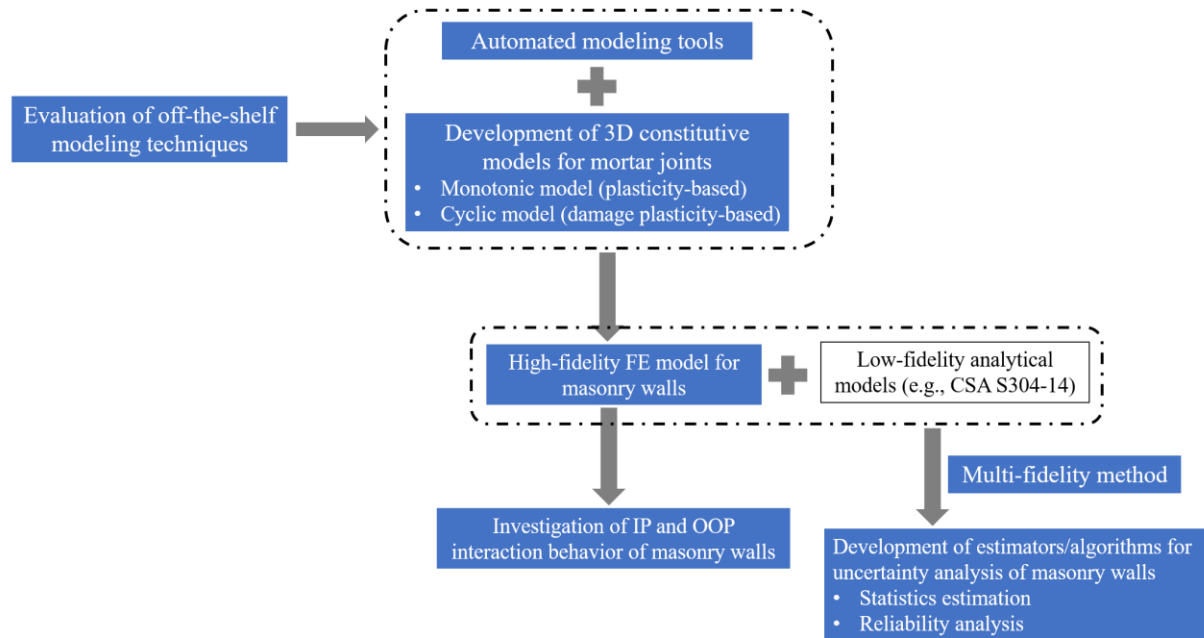 Automated modeling tools
Evaluation of off-the-shelf
modeling techniques
Development of 3D constitutive
models for mortar joints
• Monotonic model (plasticity-based)
• Cyclic model (damage plasticity-based)
High-fidelity FE model for
masonry walls
Low-fidelity analytical
models (e.g., CSA S304-14)
Multi-fidelity method
Investigation of IP and OOP
interaction behavior of masonry walls
Development of estimators/algorithms for
uncertainty analysis of masonry walls
• Statistics estimation
• Reliability analysis